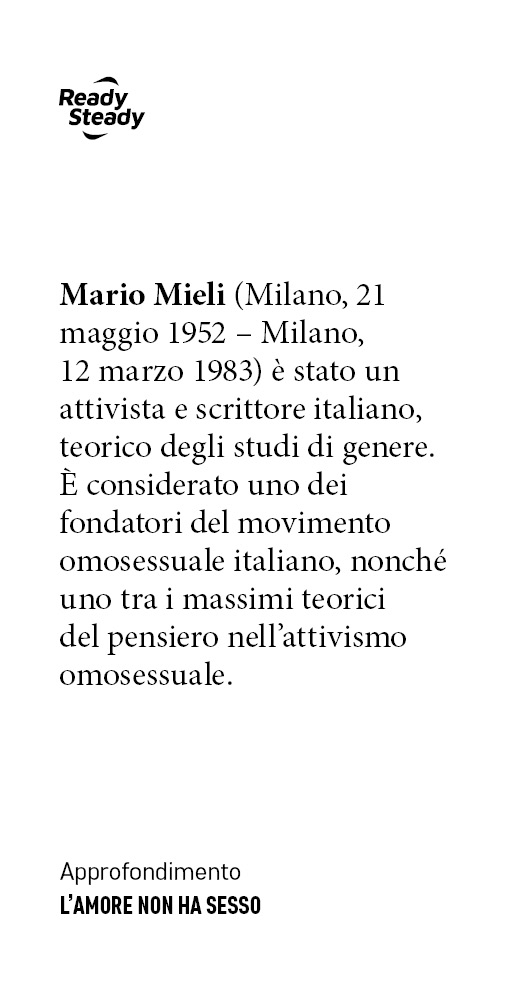 Ready
Steady
Mario Mieli (Milano, 21
maggio 1952 – Milano,
12 marzo 1983) è stato un
attivista e scrittore italiano,
teorico degli studi di genere.
È considerato uno dei
fondatori del movimento
omosessuale italiano, nonché
uno tra i massimi teorici
del pensiero nell’attivismo
omosessuale.
Approfondimento
L’AMORE NON HA SESSO